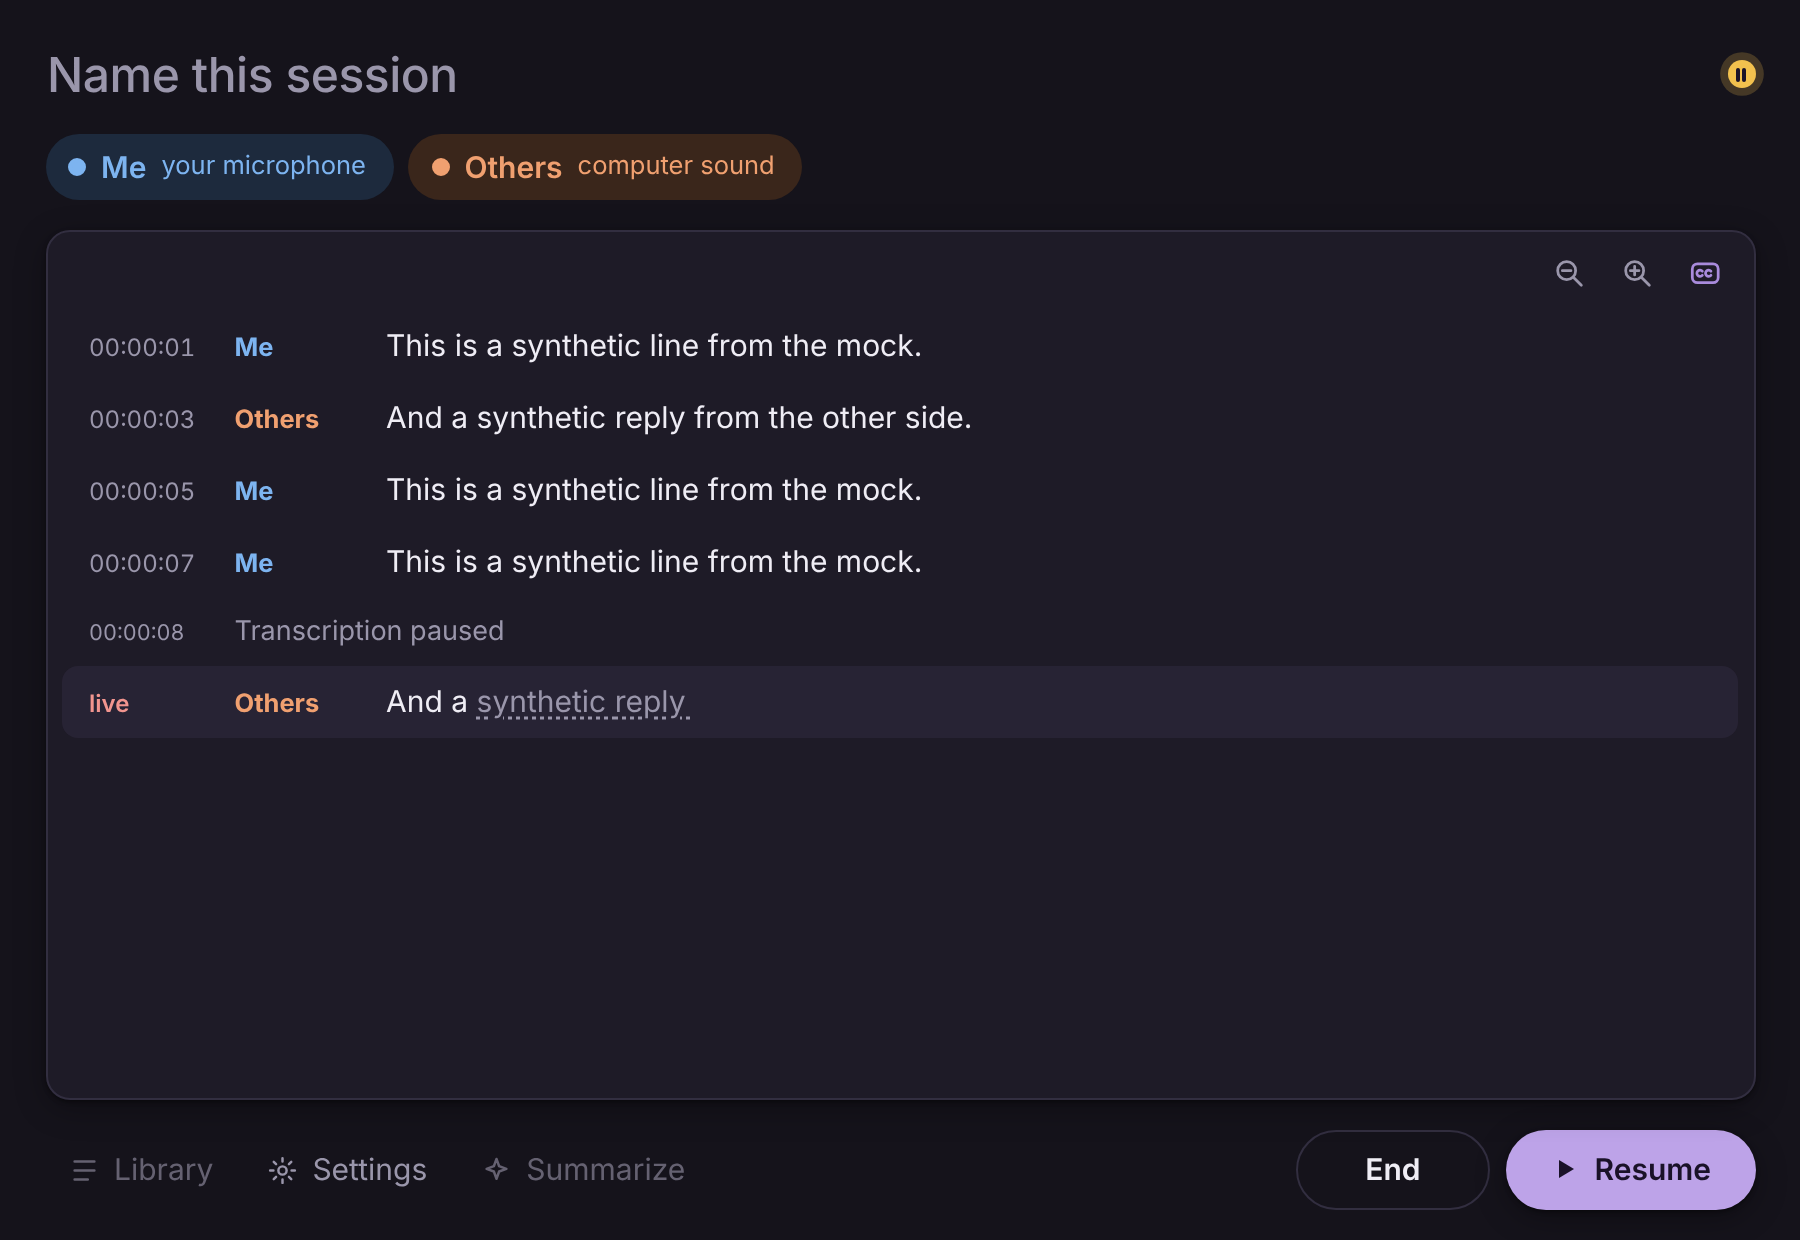 Name this session
Me your microphone
Others computer sound
CC
00:00:01 Me This is a synthetic line from the mock.
00:00:03 Others And a synthetic reply from the other side.
00:00:05 Me This is a synthetic line from the mock.
00:00:07 Me This is a synthetic line from the mock.
00:00:08 Transcription paused
live Others And a synthetic reply
Library Settings Summarize End Resume